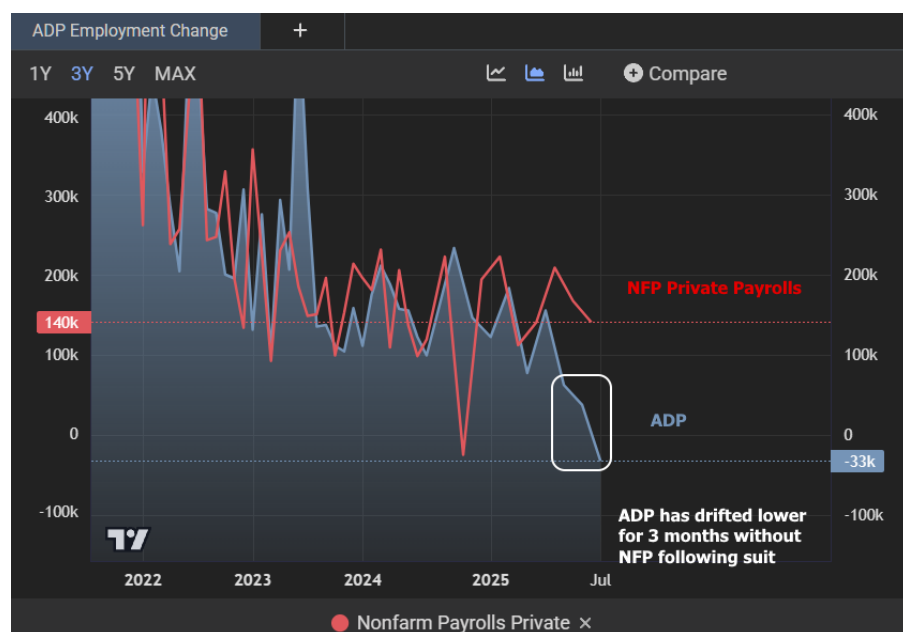 ADP Employment Change +
1Y 3Y 5Y MAX + Compare
400k 400k
300k 300k
200k 200k
NFP Private Payrolls
140k
100k 100k
ADP
0 0
-33k
-100k -100k
ADP has drifted lower
for 3 months without
NFP following suit
2022 2023 2024 2025 Jul
Nonfarm Payrolls Private ×